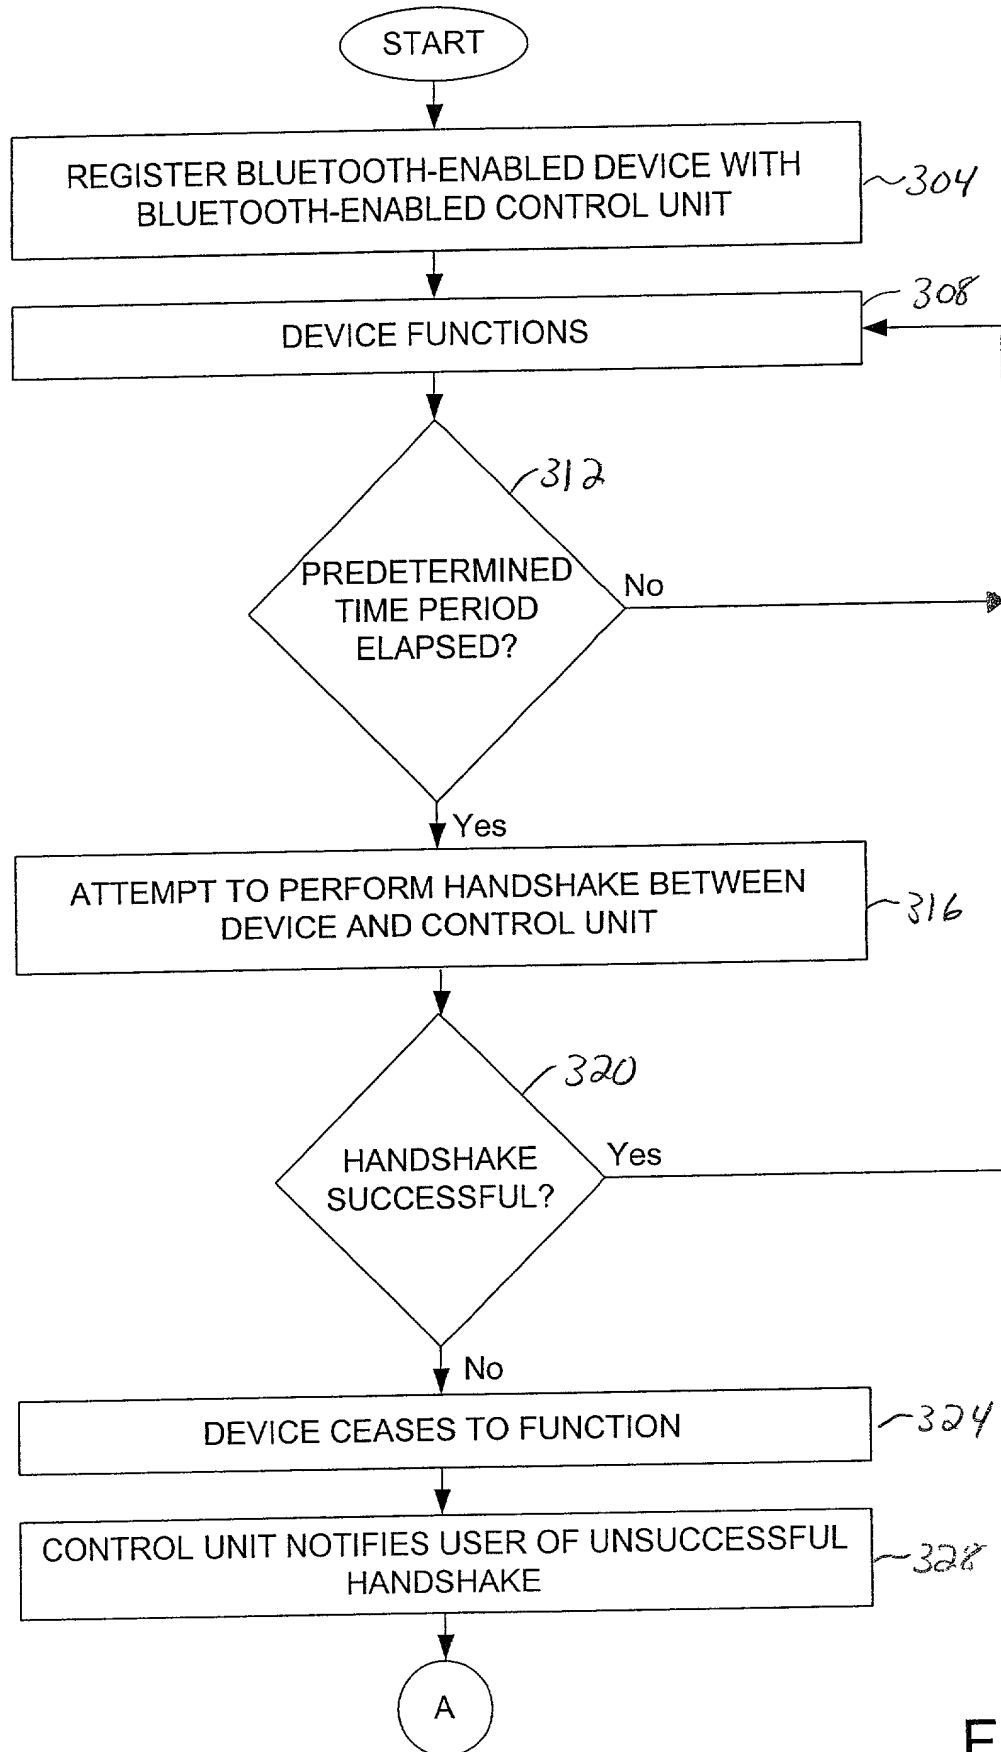 START
REGISTER BLUETOOTH-ENABLED DEVICE WITH
BLUETOOTH-ENABLED CONTROL UNIT
304
DEVICE FUNCTIONS
308
312
PREDETERMINED
TIME PERIOD
ELAPSED?
No
Yes
ATTEMPT TO PERFORM HANDSHAKE BETWEEN
DEVICE AND CONTROL UNIT
316
320
HANDSHAKE
SUCCESSFUL?
Yes
No
DEVICE CEASES TO FUNCTION
324
CONTROL UNIT NOTIFIES USER OF UNSUCCESSFUL
HANDSHAKE
328
A